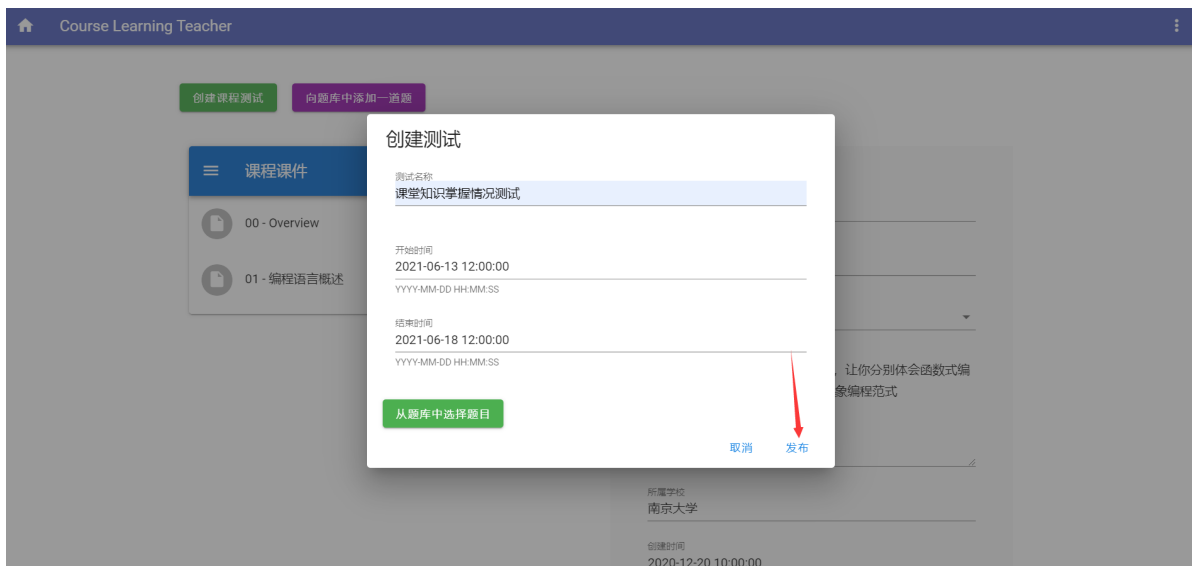 Course Learning Teacher
创建课程测试
向题库中添加一道题
课程课件
00 - Overview
01 - 编程语言概述
创建测试
测试名称
课堂知识掌握情况测试
开始时间
2021-06-13 12:00:00
YYYY-MM-DD HH:MM:SS
结束时间
2021-06-18 12:00:00
YYYY-MM-DD HH:MM:SS
从题库中选择题目
取消
发布
，让你分别体会函数式编
象编程范式
所属学校
南京大学
创建时间
2020-12-20 10:00:00